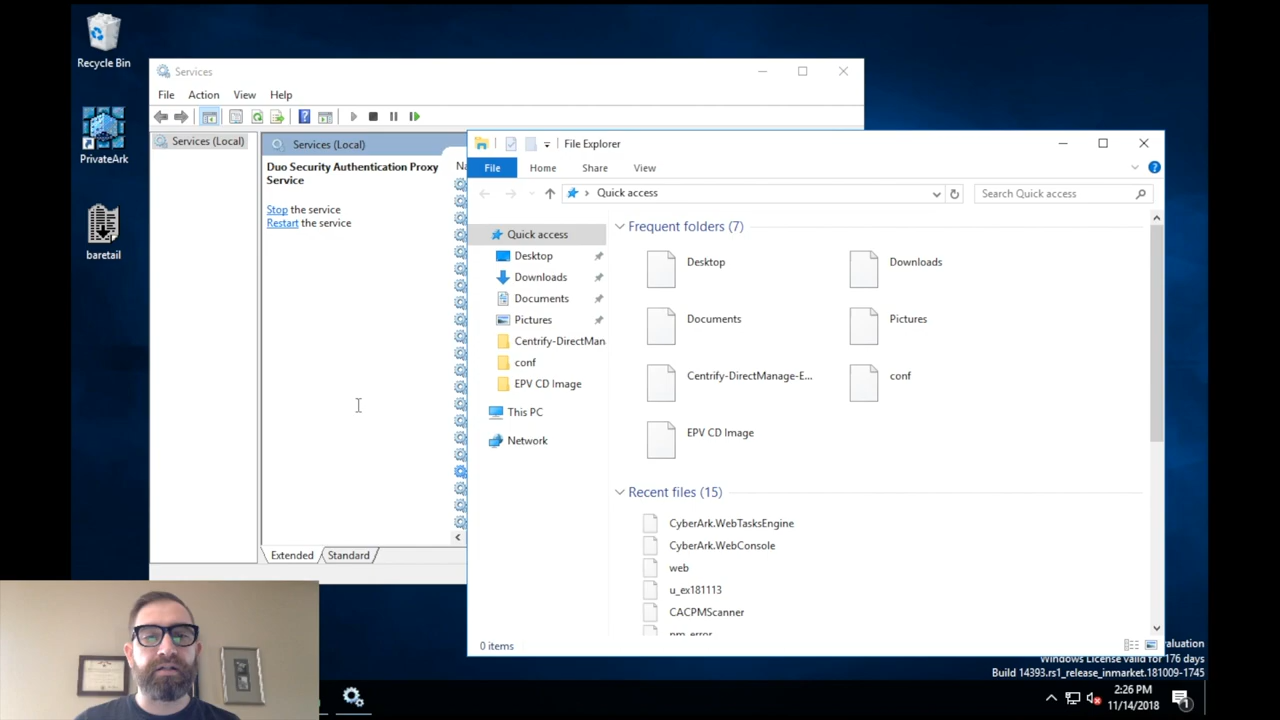 Recycle Bin
PrivateArk
baretail
Services
File Action View Help
Services (Local)
Services (Local)
Duo Security Authentication Proxy
Service
Stop the service
Restart the service
Extended
Standard
File Explorer
File Home Share View
Quick access
Search Quick access
Quick access
Desktop
Downloads
Documents
Pictures
Centrify-DirectMan
conf
EPV CD Image
This PC
Network
Frequent folders (7)
Desktop
Downloads
Documents
Pictures
Centrify-DirectManage-E...
conf
EPV CD Image
Recent files (15)
CyberArk.WebTasksEngine
CyberArk.WebConsole
web
u_ex181113
CACPMScanner
0 items
Windows License valid for 176 days
Build 14393.rs1_release_inmarket.181009-1745
2:26 PM
11/14/2018
1